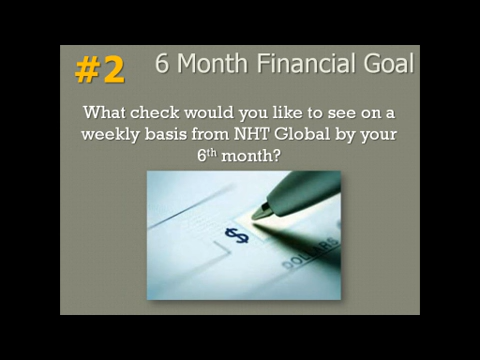 #2 6 Month Financial Goal
What check would you like to see on a
weekly basis from NHT Global by your
6th month?
$
DOLLARS